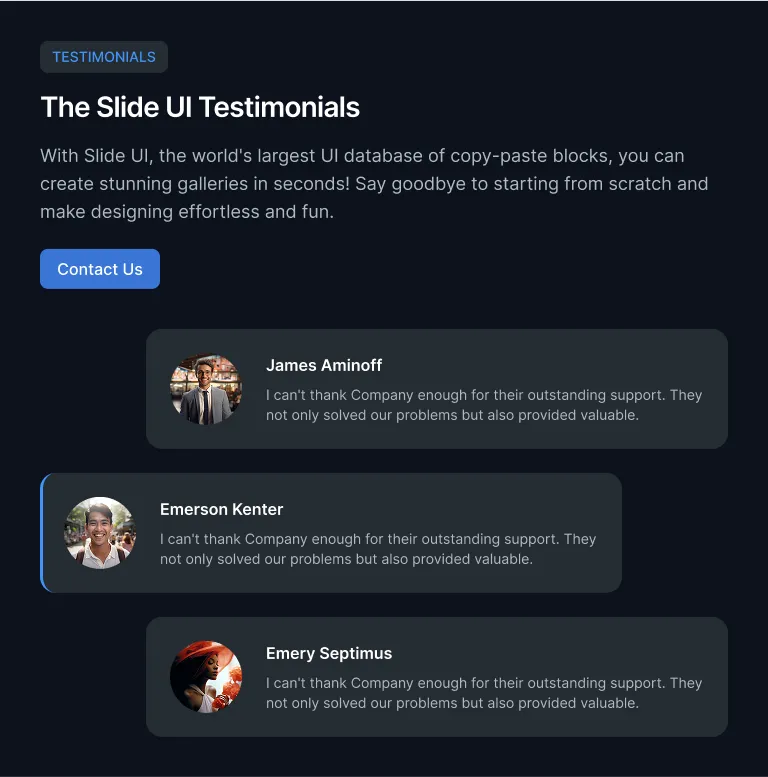 TESTIMONIALS
The Slide UI Testimonials
With Slide UI, the world's largest UI database of copy-paste blocks, you can
create stunning galleries in seconds! Say goodbye to starting from scratch and
make designing effortless and fun.
Contact Us
James Aminoff
I can't thank Company enough for their outstanding support. They
not only solved our problems but also provided valuable.
Emerson Kenter
I can't thank Company enough for their outstanding support. They
not only solved our problems but also provided valuable.
Emery Septimus
I can't thank Company enough for their outstanding support. They
not only solved our problems but also provided valuable.